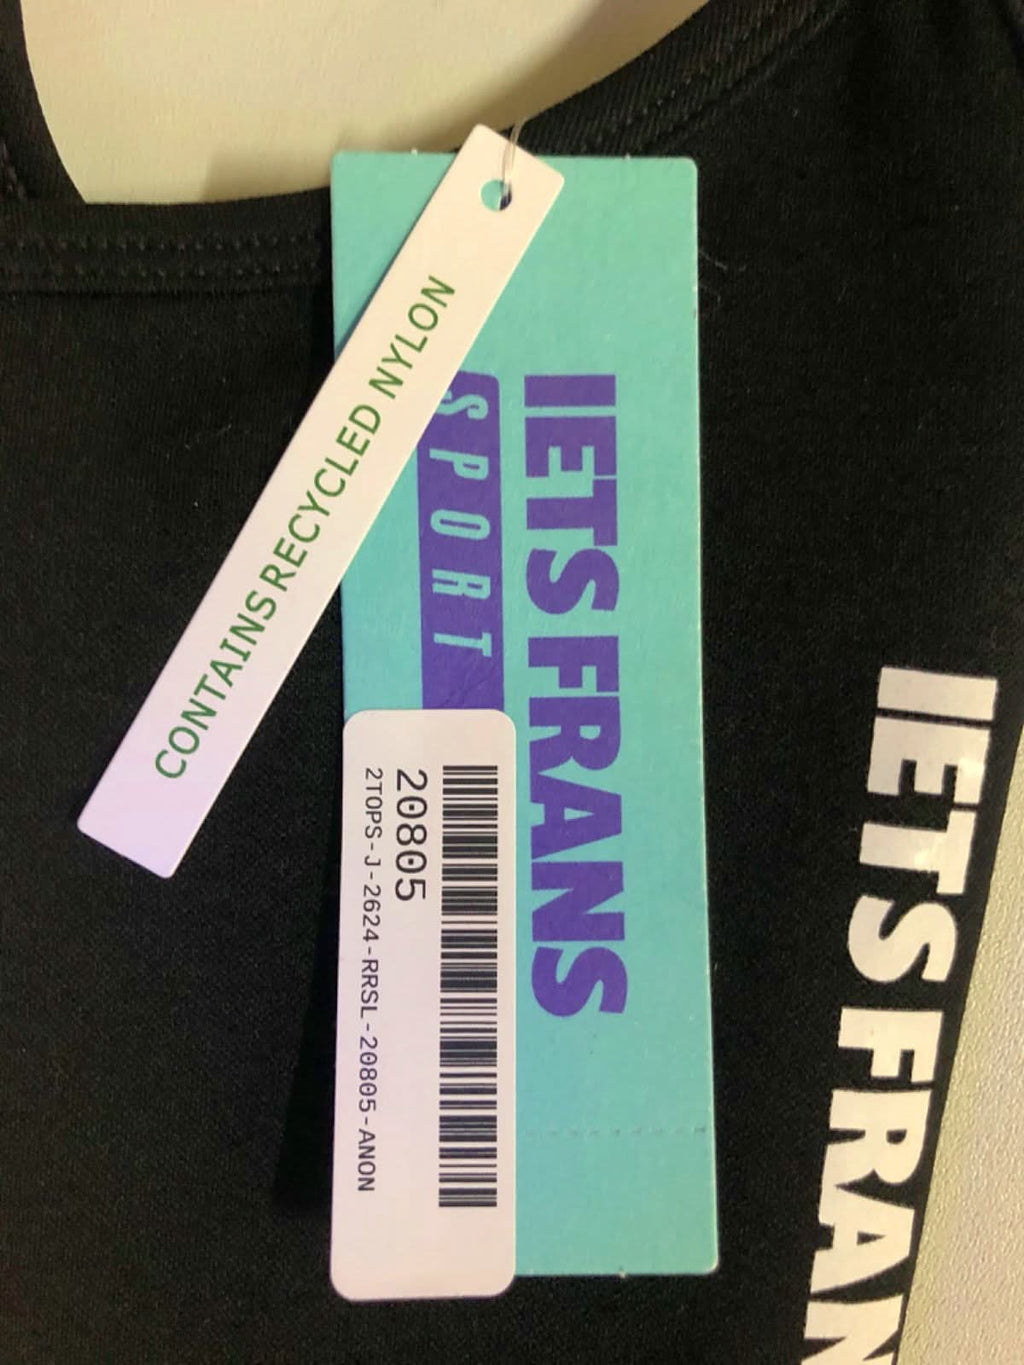 CONTAINS RECYCLED NYLON
IETS FRANS
SPORT
20805
2TOPS-J-2624-RRSL-20805-ANON
IETS FRAN